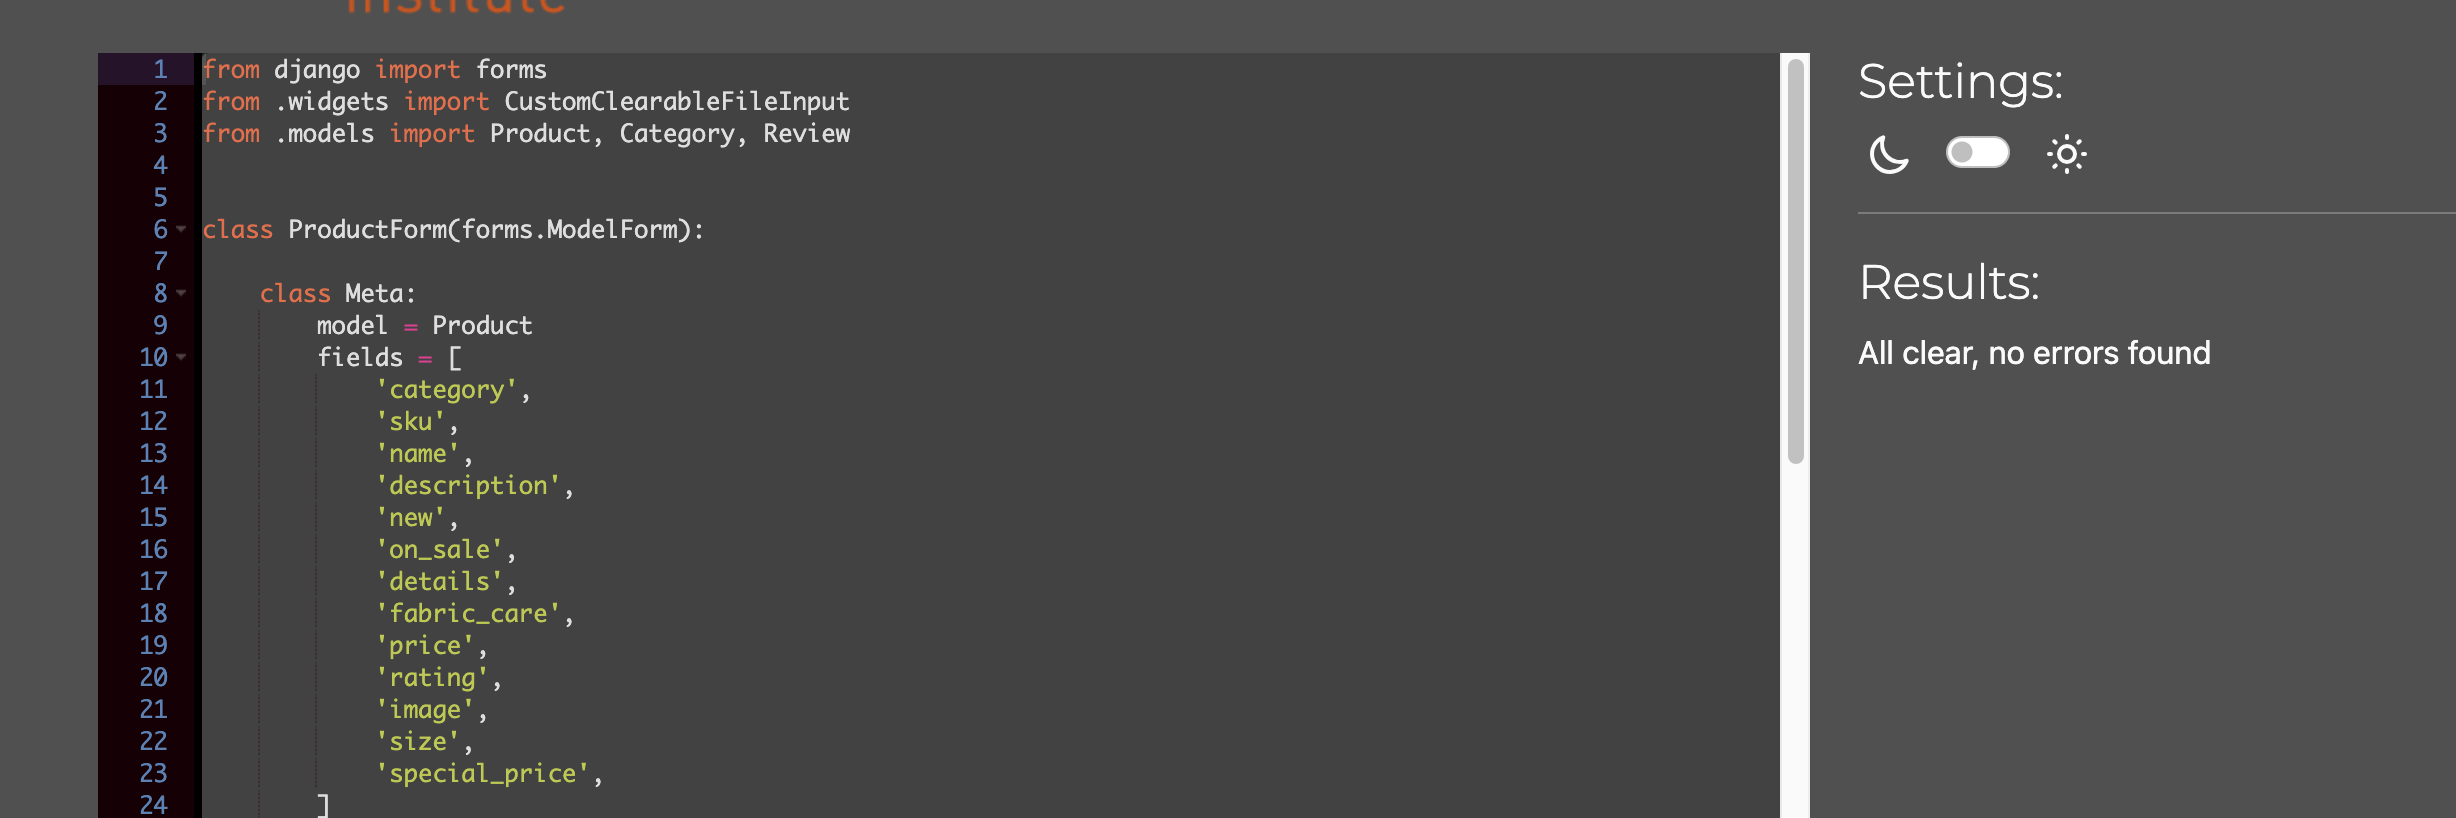 institute
1 from django import forms
2 from .widgets import CustomClearableFileInput
3 from .models import Product, Category, Review
4
5
6 class ProductForm(forms.ModelForm):
7
8     class Meta:
9         model = Product
10         fields = [
11             'category',
12             'sku',
13             'name',
14             'description',
15             'new',
16             'on_sale',
17             'details',
18             'fabric_care',
19             'price',
20             'rating',
21             'image',
22             'size',
23             'special_price',
24         ]
Settings:
Results:
All clear, no errors found